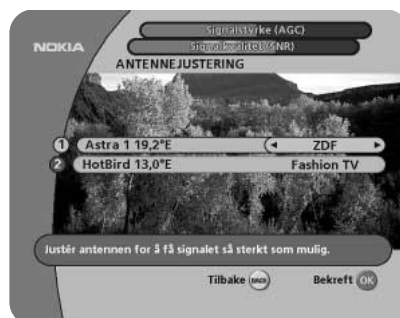 Signalstyrke (AGC)
Signalkvalitet (SNR)
NOKIA
ANTENNEJUSTERING
1 Astra 1 19,2°E ZDF
2 HotBird 13,0°E Fashion TV
Justér antennen for å få signalet så sterkt som mulig.
Tilbake BACK Bekreft OK